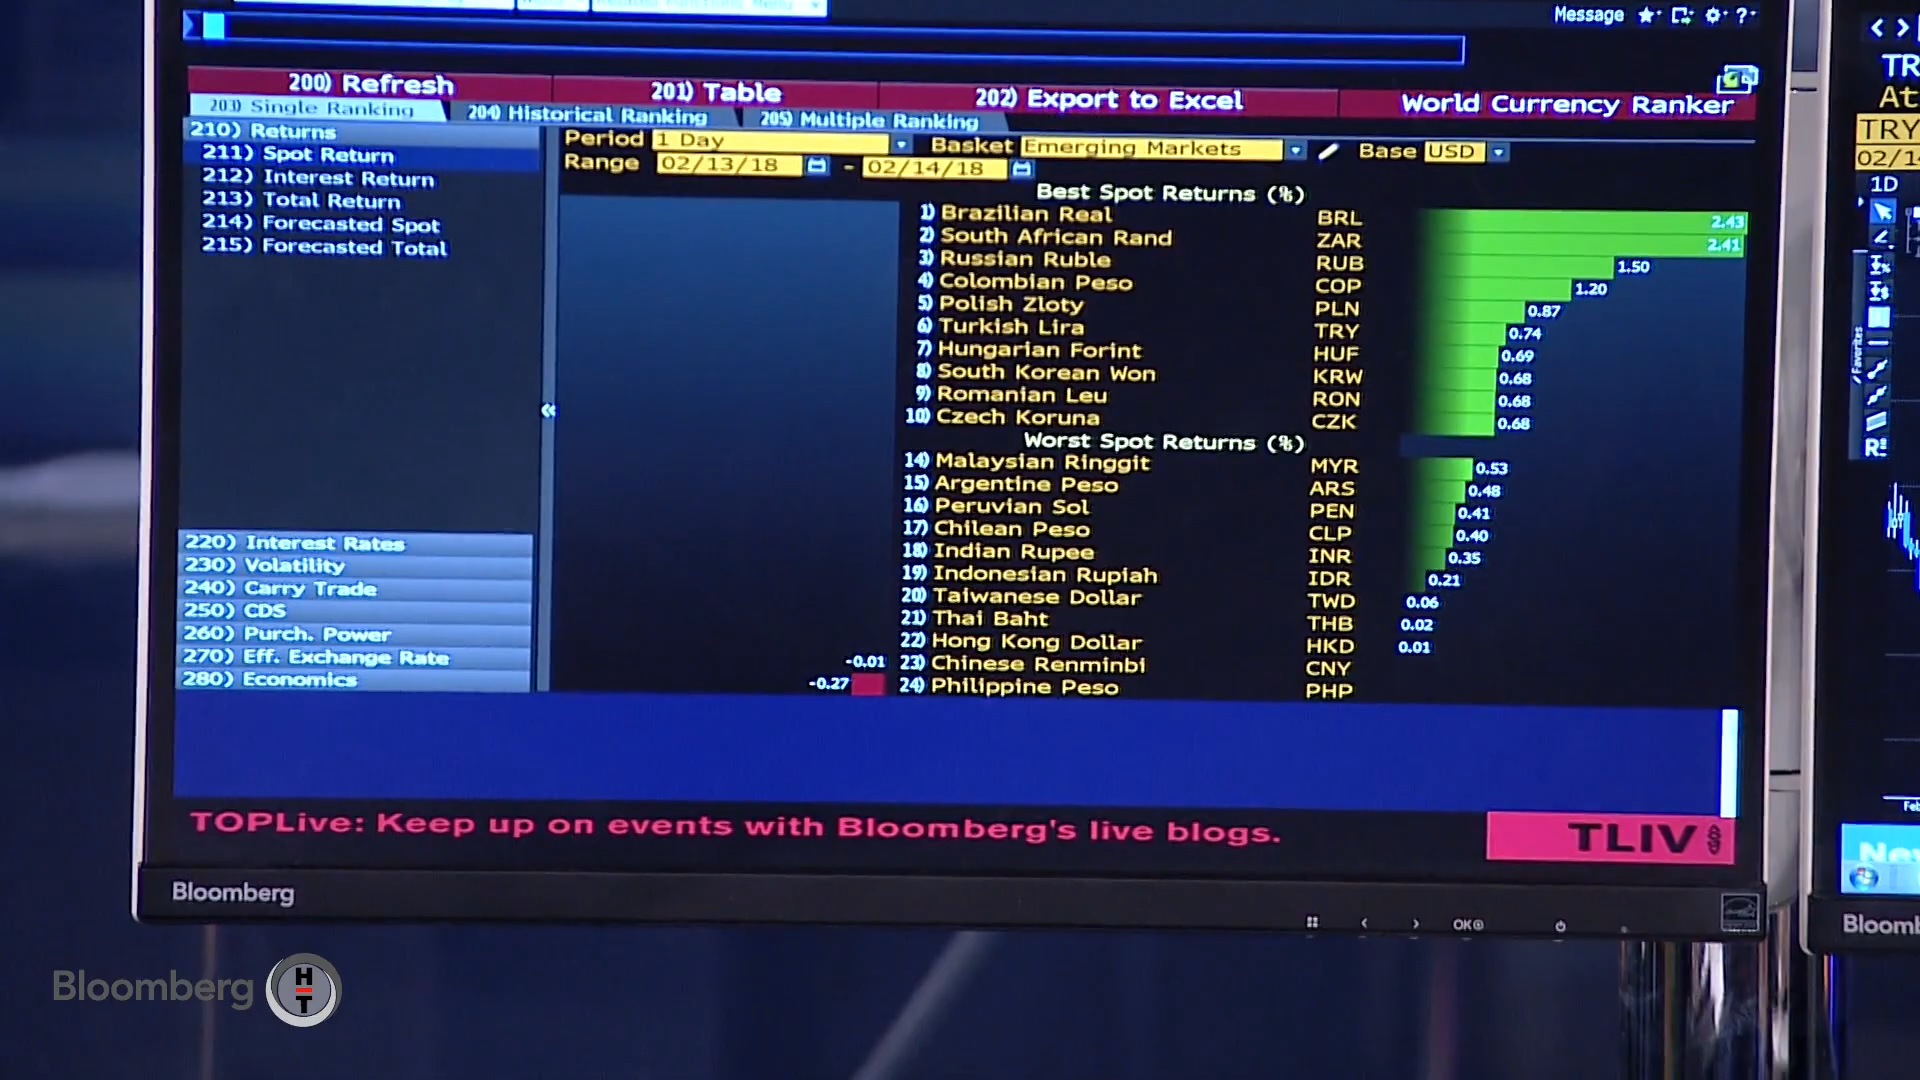 Message ?
200) Refresh 201) Table 202) Export to Excel World Currency Ranker
203) Single Ranking 204) Historical Ranking 205) Multiple Ranking
210) Returns
211) Spot Return
212) Interest Return
213) Total Return
214) Forecasted Spot
215) Forecasted Total
220) Interest Rates
230) Volatility
240) Carry Trade
250) CDS
260) Purch. Power
270) Eff. Exchange Rate
280) Economics
Period 1 Day Basket Emerging Markets Base USD
Range 02/13/18 - 02/14/18
Best Spot Returns (%)
1) Brazilian Real BRL 2.43
2) South African Rand ZAR 2.41
3) Russian Ruble RUB 1.50
4) Colombian Peso COP 1.20
5) Polish Zloty PLN 0.87
6) Turkish Lira TRY 0.74
7) Hungarian Forint HUF 0.69
8) South Korean Won KRW 0.68
9) Romanian Leu RON 0.68
10) Czech Koruna CZK 0.68
Worst Spot Returns (%)
14) Malaysian Ringgit MYR 0.53
15) Argentine Peso ARS 0.48
16) Peruvian Sol PEN 0.41
17) Chilean Peso CLP 0.40
18) Indian Rupee INR 0.35
19) Indonesian Rupiah IDR 0.21
20) Taiwanese Dollar TWD 0.06
21) Thai Baht THB 0.02
22) Hong Kong Dollar HKD 0.01
-0.01 23) Chinese Renminbi CNY
-0.27 24) Philippine Peso PHP
TOPLive: Keep up on events with Bloomberg's live blogs. TLIV
Bloomberg
OK
Bloomberg HT
TR
At
TRY
02/1
1D
Favorites
Feb
Ne
Bloomb